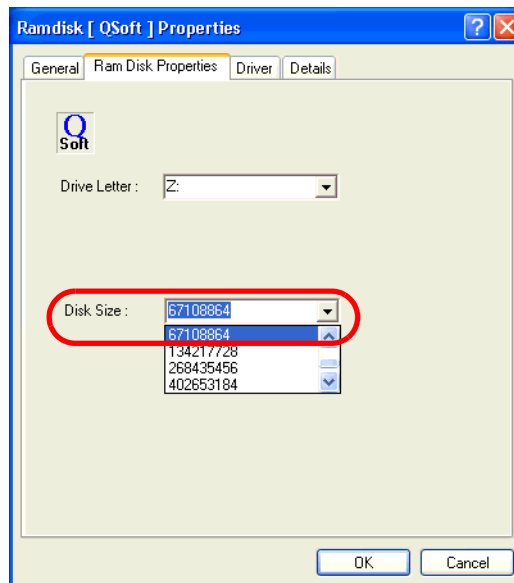 Ramdisk [ QSoft ] Properties
General Ram Disk Properties Driver Details
Q
Soft
Drive Letter : Z:
Disk Size : 67108864
67108864
134217728
268435456
402653184
OK Cancel